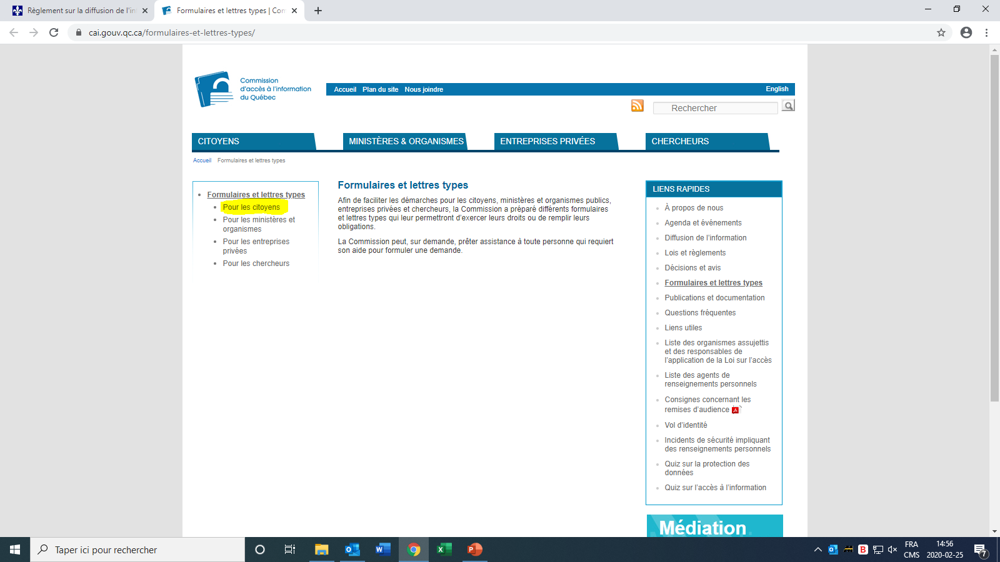 Règlement sur la diffusion de l'in
Formulaires et lettres types | Com
cai.gouv.qc.ca/formulaires-et-lettres-types/
Commission
d'accès à l'information
du Québec
Accueil Plan du site Nous joindre
English
Rechercher
CITOYENS
MINISTÈRES & ORGANISMES
ENTREPRISES PRIVÉES
CHERCHEURS
Accueil Formulaires et lettres types
Formulaires et lettres types
Pour les citoyens
Pour les ministères et
organismes
Pour les entreprises
privées
Pour les chercheurs
Formulaires et lettres types
Afin de faciliter les démarches pour les citoyens, ministères et organismes publics,
entreprises privées et chercheurs, la Commission a préparé différents formulaires
et lettres types qui leur permettront d'exercer leurs droits ou de remplir leurs
obligations.
La Commission peut, sur demande, prêter assistance à toute personne qui requiert
son aide pour formuler une demande.
LIENS RAPIDES
À propos de nous
Agenda et événements
Diffusion de l'information
Lois et règlements
Décisions et avis
Formulaires et lettres types
Publications et documentation
Questions fréquentes
Liens utiles
Liste des organismes assujettis
et des responsables de
l'application de la Loi sur l'accès
Liste des agents de
renseignements personnels
Consignes concernant les
remises d'audience
Vol d'identité
Incidents de sécurité impliquant
des renseignements personnels
Quiz sur la protection des
données
Quiz sur l'accès à l'information
Médiation
Taper ici pour rechercher
FRA
CMS
14:56
2020-02-25
7